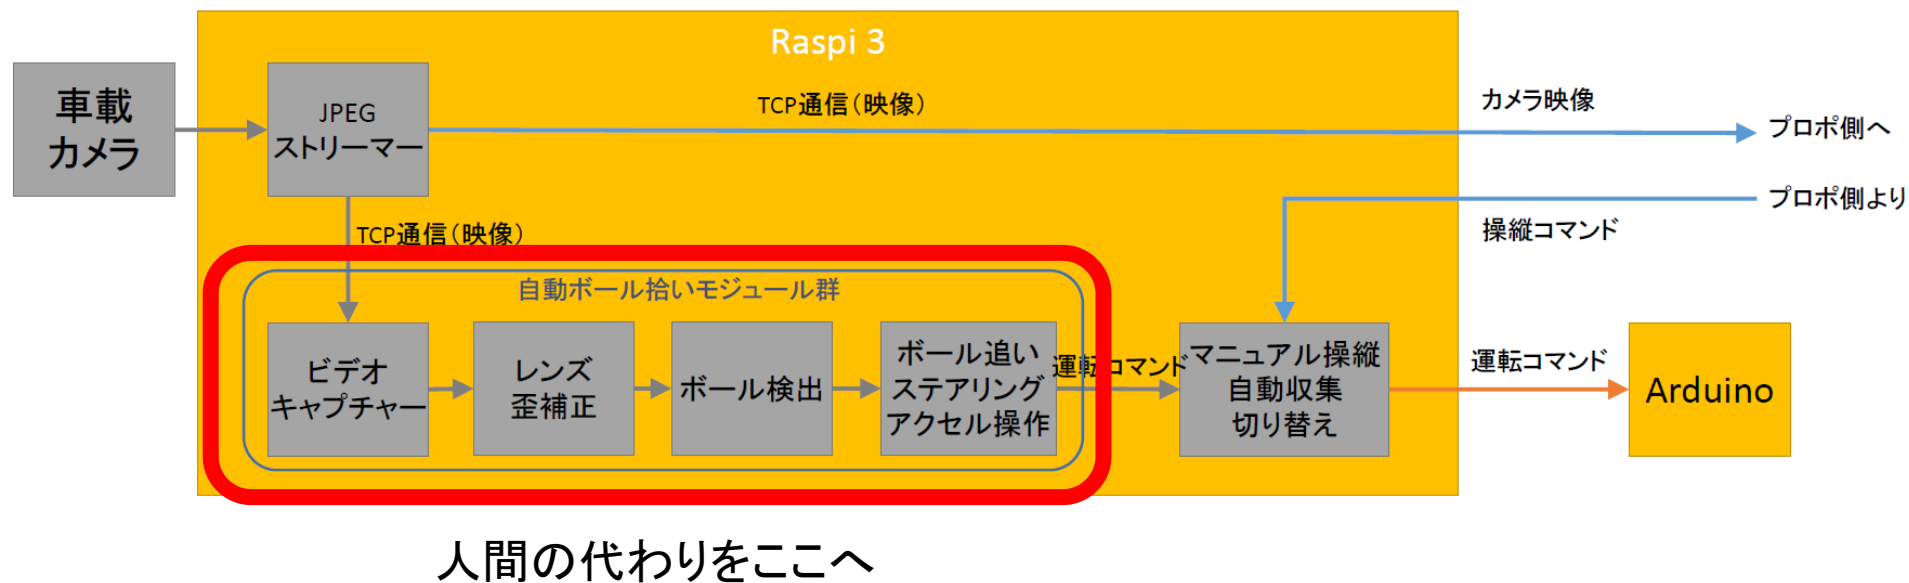 Raspi 3
車載
カメラ
JPEG
ストリーマー
TCP通信（映像）
カメラ映像
プロポ側へ
プロポ側より
操縦コマンド
TCP通信（映像）
自動ボール拾いモジュール群
ビデオ
キャプチャー
レンズ
歪補正
ボール検出
ボール追い
ステアリング
アクセル操作
運転コマンド
マニュアル操縦
自動収集
切り替え
運転コマンド
Arduino
人間の代わりをここへ